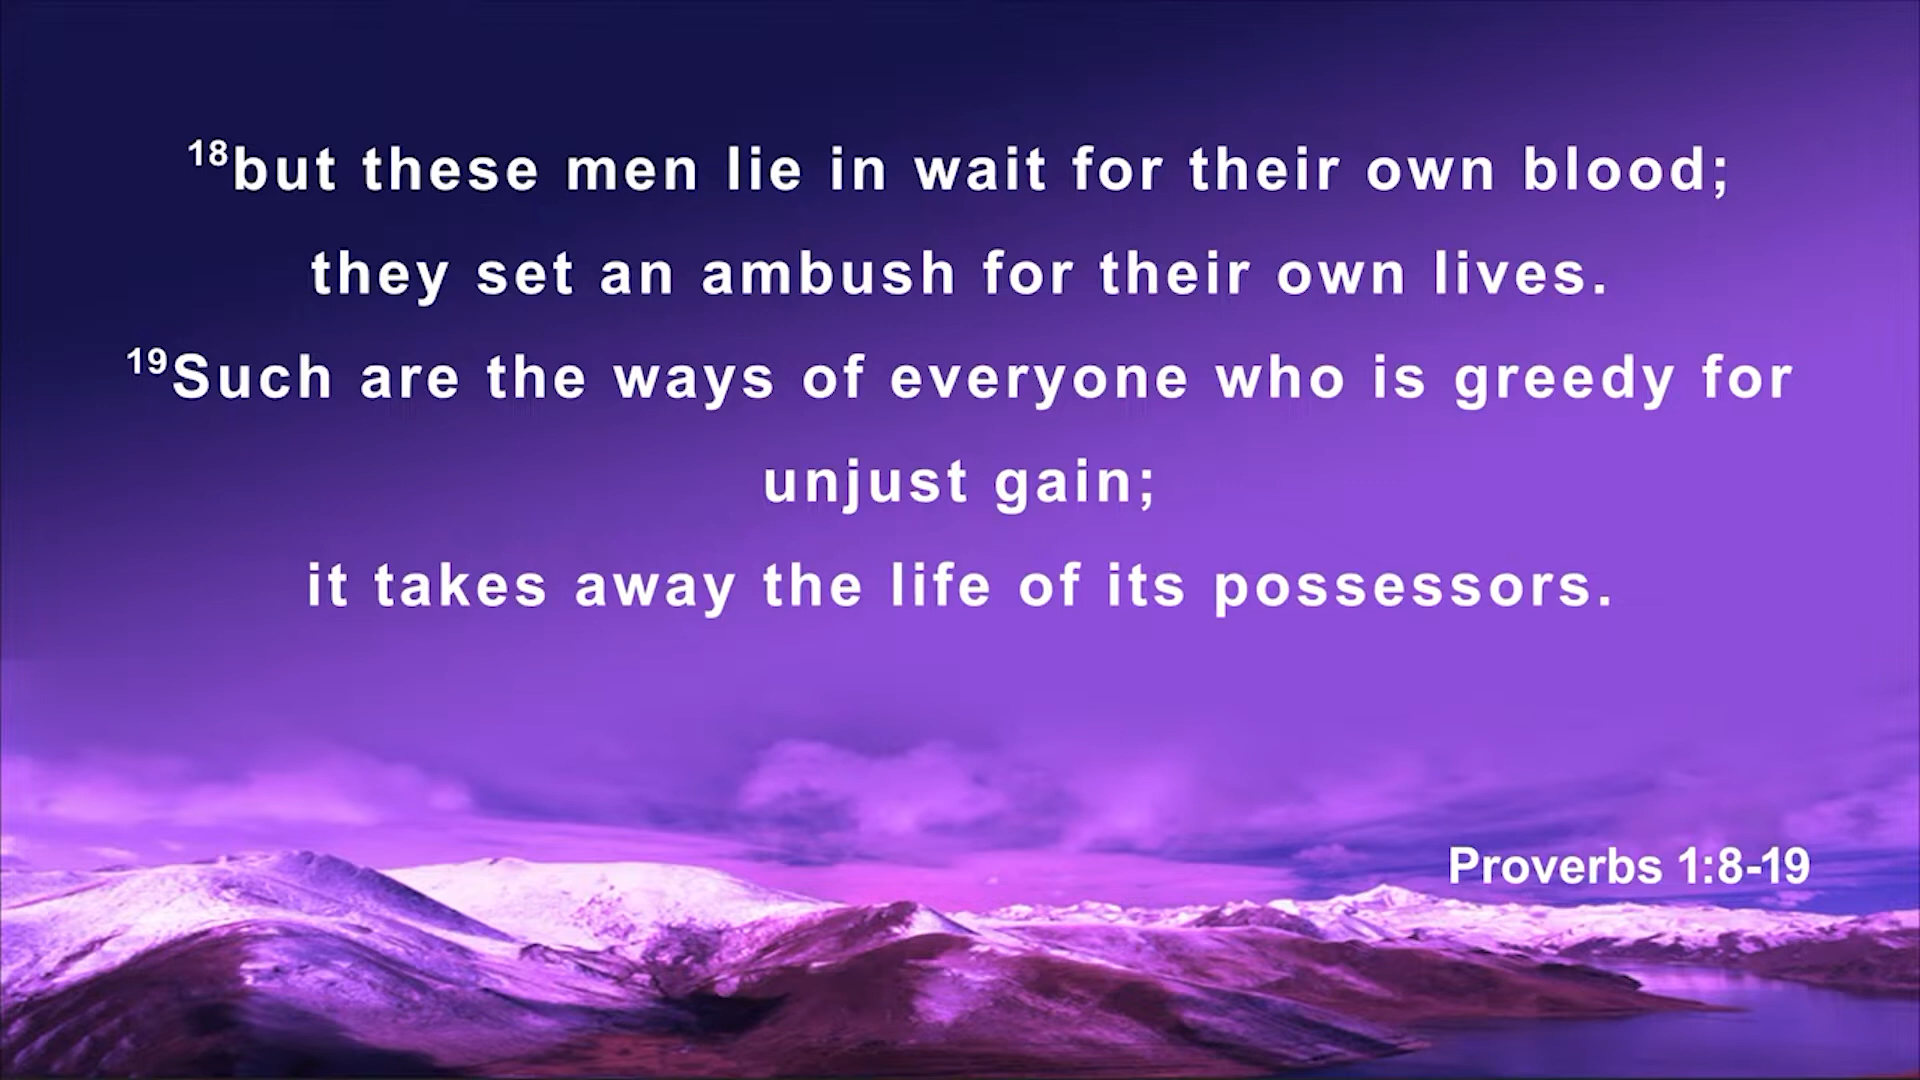 18but these men lie in wait for their own blood;
they set an ambush for their own lives.
19Such are the ways of everyone who is greedy for
unjust gain;
it takes away the life of its possessors.
Proverbs 1:8-19